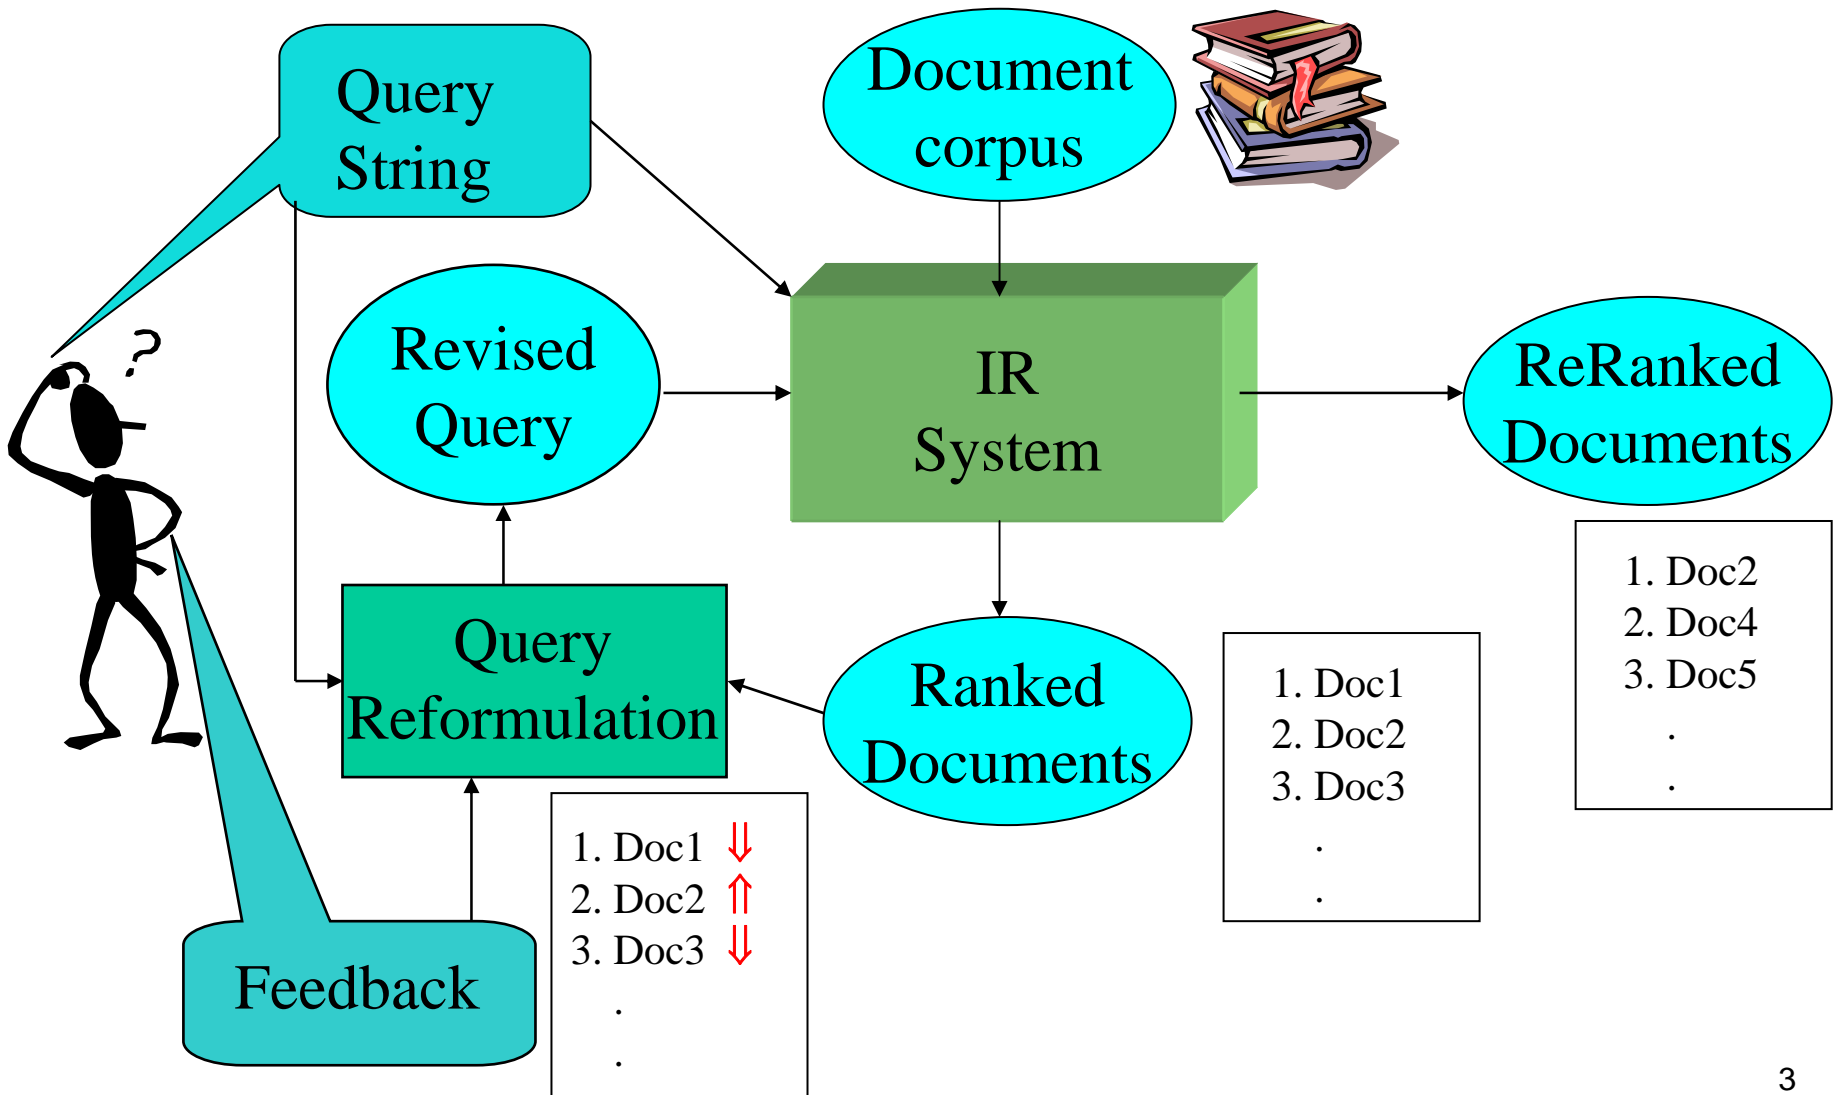 Query
String
Document
corpus
?
Revised
Query
IR
System
ReRanked
Documents
Query
Reformulation
Ranked
Documents
1. Doc1
2. Doc2
3. Doc3
.
.
1. Doc2
2. Doc4
3. Doc5
.
.
Feedback
1. Doc1 ⇓
2. Doc2 ⇑
3. Doc3 ⇓
.
.
3